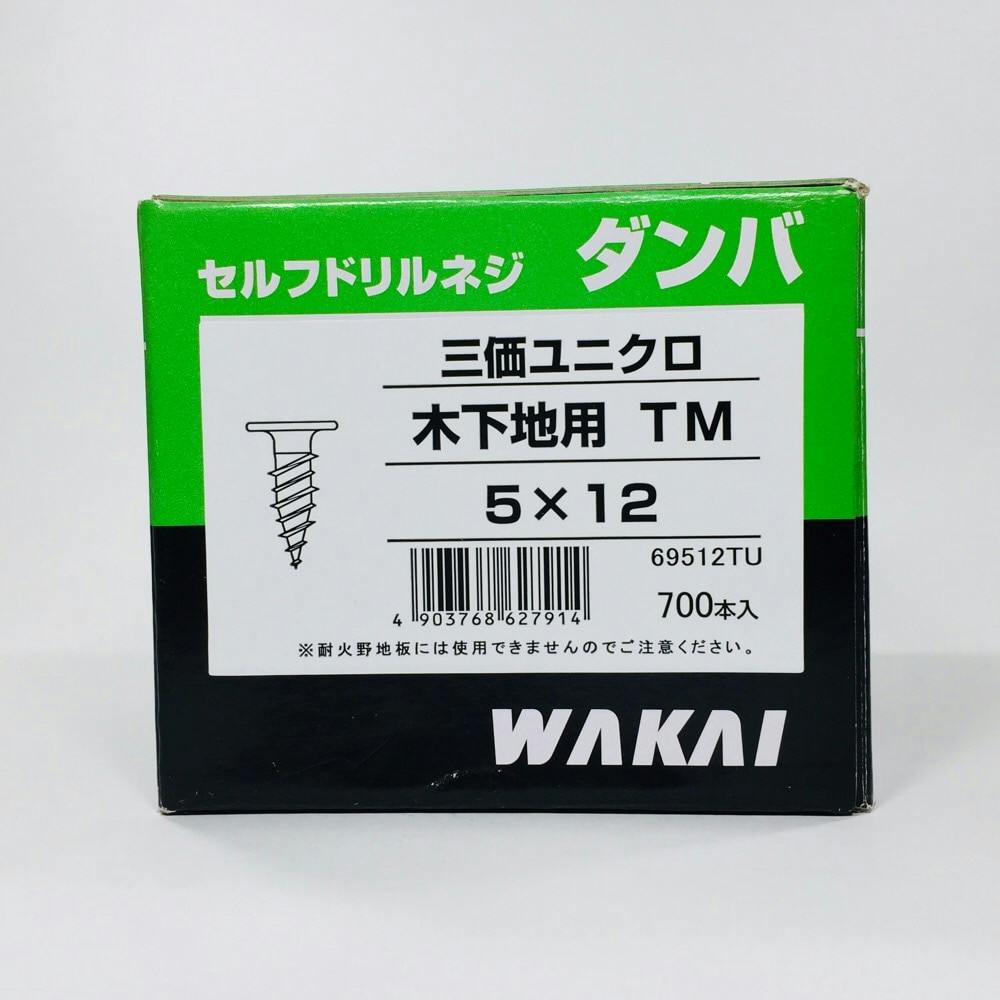 セルフドリルネジ ダンバ
三価ユニクロ
木下地用 TM
5×12
69512TU
4 903768 627914
700本入
※耐火野地板には使用できませんのでご注意ください。
WAKAI